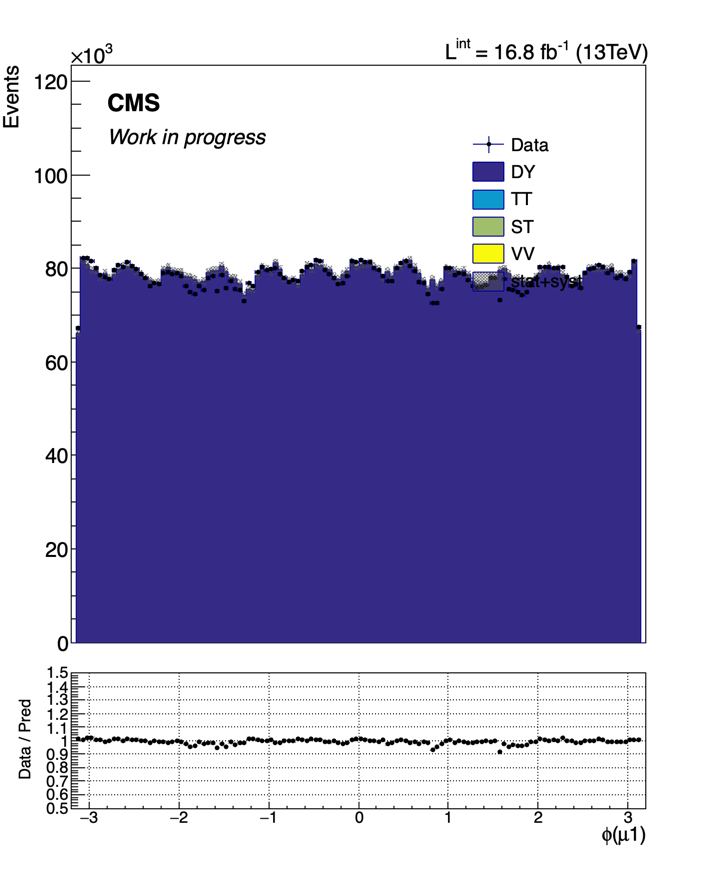 ×10³
L^int = 16.8 fb⁻¹ (13TeV)
Events
120
100
80
60
40
20
0
CMS
Work in progress
Data
DY
TT
ST
VV
stat+syst
Data / Pred
1.5
1.4
1.3
1.2
1.1
1
0.9
0.8
0.7
0.6
0.5
−3
−2
−1
0
1
2
3
ϕ(μ1)